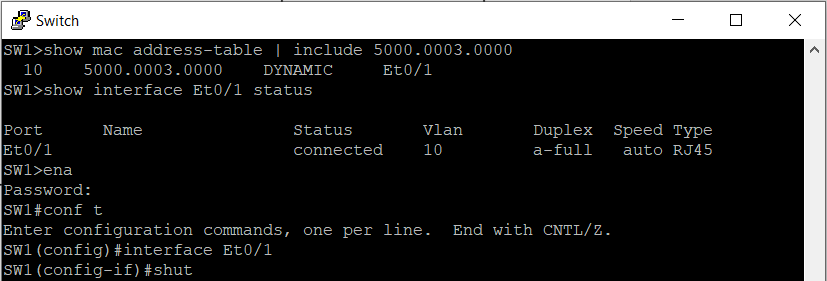 Switch
SW1>show mac address-table | include 5000.0003.0000
  10    5000.0003.0000    DYNAMIC     Et0/1
SW1>show interface Et0/1 status
Port      Name               Status       Vlan       Duplex  Speed Type
Et0/1                        connected    10         a-full   auto RJ45
SW1>ena
Password:
SW1#conf t
Enter configuration commands, one per line.  End with CNTL/Z.
SW1(config)#interface Et0/1
SW1(config-if)#shut